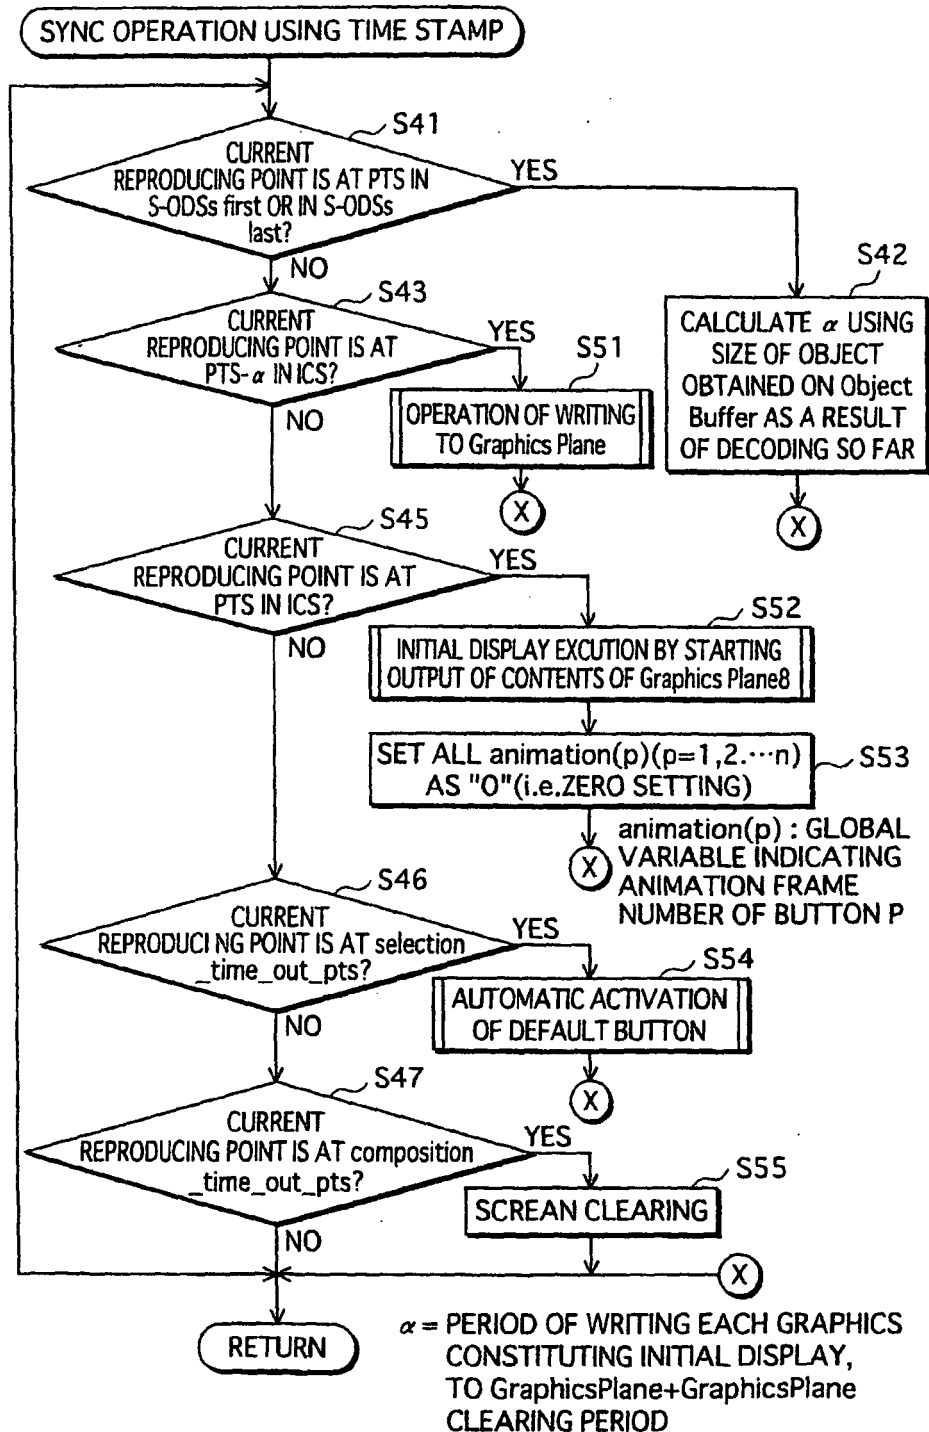 SYNC OPERATION USING TIME STAMP
S41
CURRENT
REPRODUCING POINT IS AT PTS IN
S-ODSs first OR IN S-ODSs
last?
YES
NO
S42
CALCULATE α USING
SIZE OF OBJECT
OBTAINED ON Object
Buffer AS A RESULT
OF DECODING SO FAR
X
S43
CURRENT
REPRODUCING POINT IS AT
PTS-α IN ICS?
YES
NO
S51
OPERATION OF WRITING
TO Graphics Plane
X
S45
CURRENT
REPRODUCING POINT IS AT
PTS IN ICS?
YES
NO
S52
INITIAL DISPLAY EXCUTION BY STARTING
OUTPUT OF CONTENTS OF Graphics Plane8
SET ALL animation(p)(p=1,2.···n)
AS "0"(i.e.ZERO SETTING)
S53
X
animation(p) : GLOBAL
VARIABLE INDICATING
ANIMATION FRAME
NUMBER OF BUTTON P
S46
CURRENT
REPRODUCING POINT IS AT selection
_time_out_pts?
YES
NO
S54
AUTOMATIC ACTIVATION
OF DEFAULT BUTTON
X
S47
CURRENT
REPRODUCING POINT IS AT composition
_time_out_pts?
YES
NO
S55
SCREAN CLEARING
X
RETURN
α = PERIOD OF WRITING EACH GRAPHICS
CONSTITUTING INITIAL DISPLAY,
TO GraphicsPlane+GraphicsPlane
CLEARING PERIOD